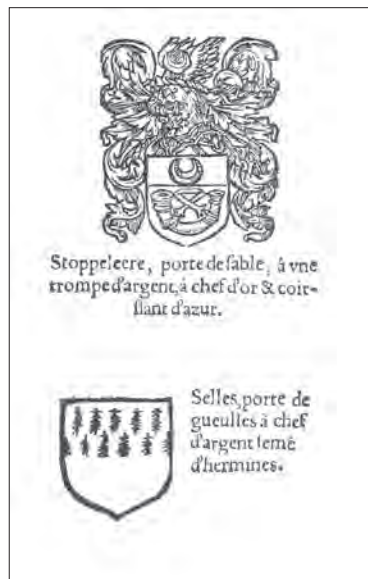 Stoppelecre, porte de sable, à vne
trompe d'argent, à chef d'or & coir-
ssant d'azur.
Selles, porte de
gueulles à chef
d'argent semé
d'hermines.